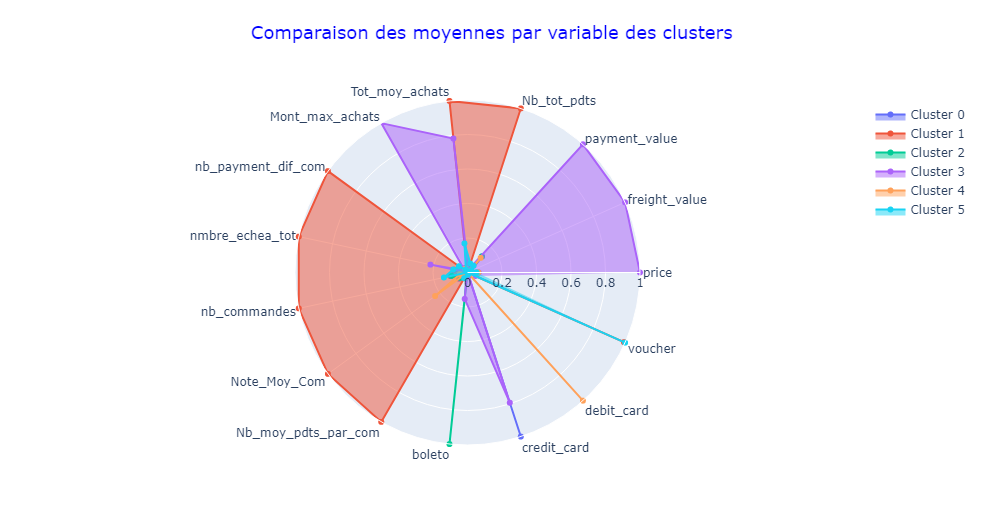 Comparaison des moyennes par variable des clusters
Tot_moy_achats
Nb_tot_pdts
Mont_max_achats
payment_value
nb_payment_dif_com
freight_value
nmbre_echea_tot
price
0 0.2 0.4 0.6 0.8 1
nb_commandes
voucher
Note_Moy_Com
debit_card
Nb_moy_pdts_par_com
credit_card
boleto
Cluster 0
Cluster 1
Cluster 2
Cluster 3
Cluster 4
Cluster 5